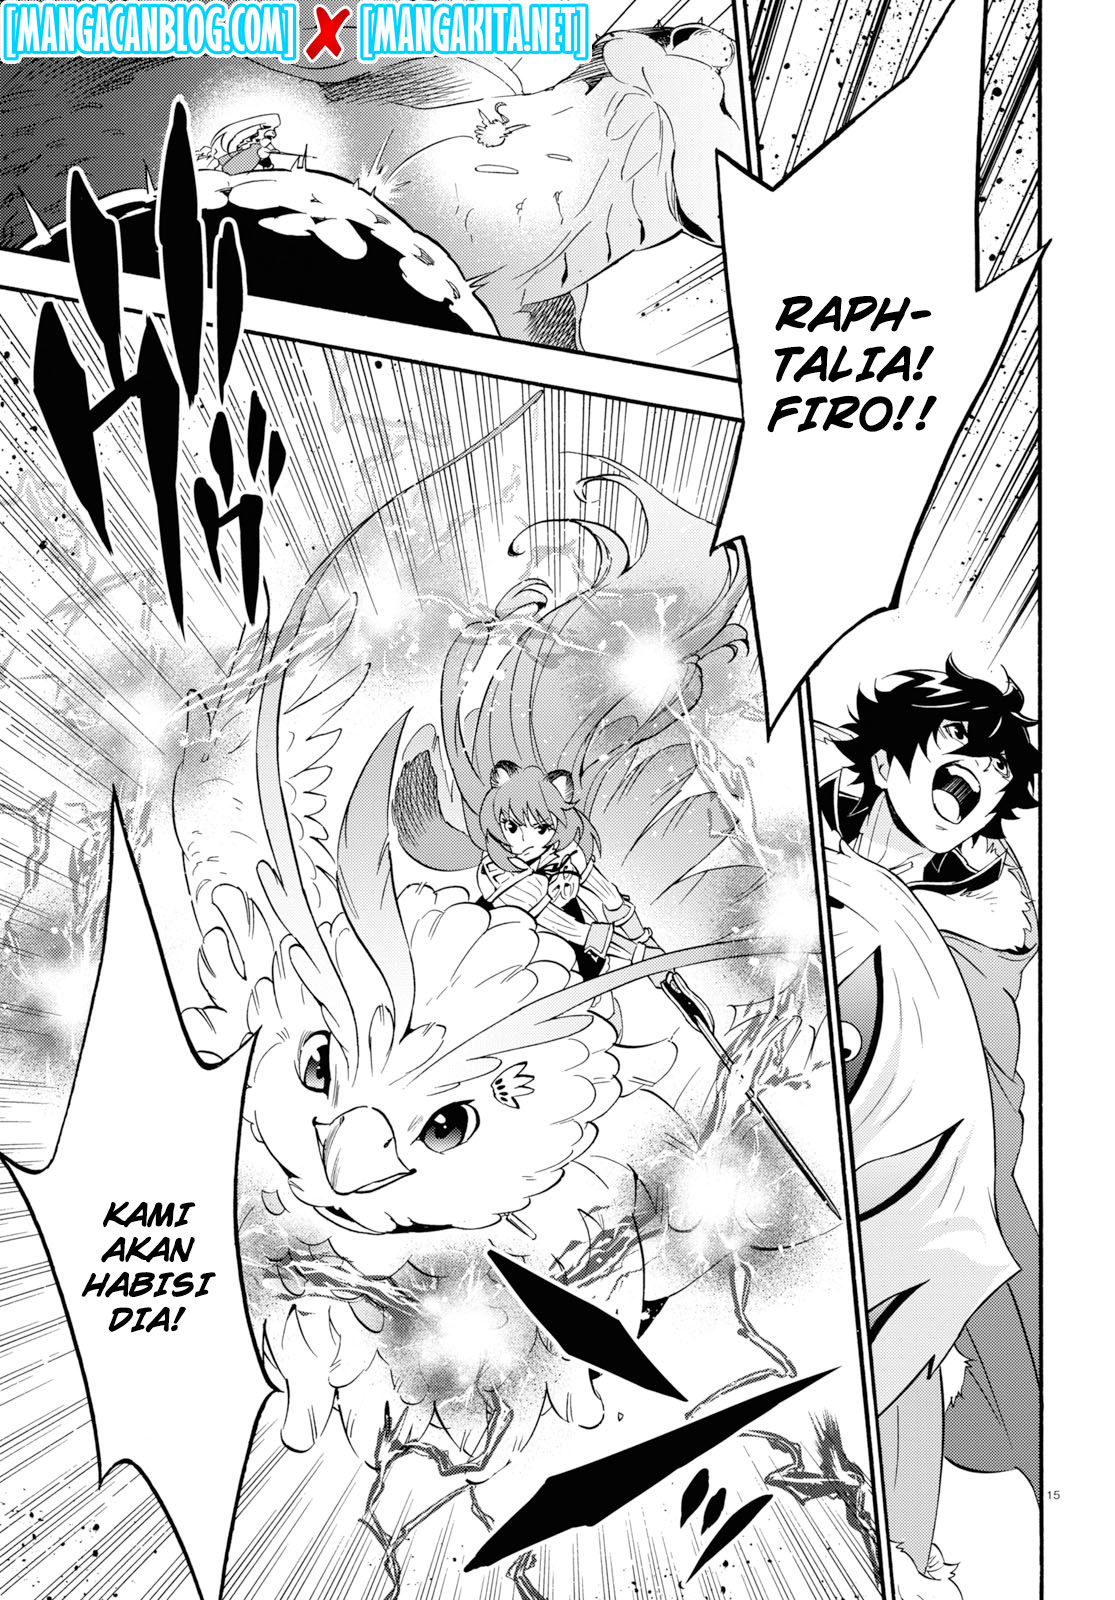 [MANGACANBLOG.COM] X [MANGAKITA.NET]
RAPH-
TALIA!
FIRO!!
KAMI
AKAN
HABISI
DIA!
15